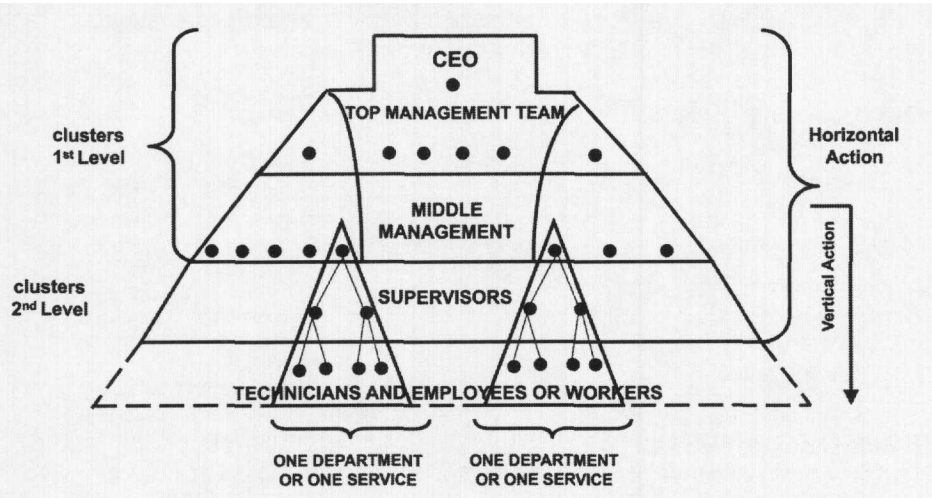 CEO
TOP MANAGEMENT TEAM
clusters
1st Level
Horizontal
Action
MIDDLE
MANAGEMENT
clusters
2nd Level
SUPERVISORS
Vertical Action
TECHNICIANS AND EMPLOYEES OR WORKERS
ONE DEPARTMENT
OR ONE SERVICE
ONE DEPARTMENT
OR ONE SERVICE